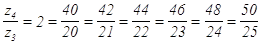 z₄/z₃ = 2 = 40/20 = 42/21 = 44/22 = 46/23 = 48/24 = 50/25